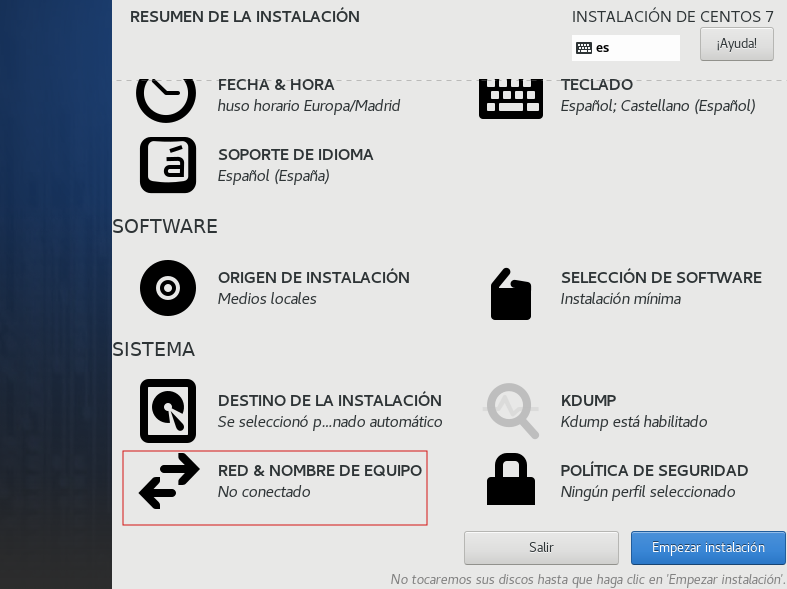 RESUMEN DE LA INSTALACIÓN
INSTALACIÓN DE CENTOS 7
es
¡Ayuda!
FECHA & HORA
huso horario Europa/Madrid
TECLADO
Español; Castellano (Español)
SOPORTE DE IDIOMA
Español (España)
SOFTWARE
ORIGEN DE INSTALACIÓN
Medios locales
SELECCIÓN DE SOFTWARE
Instalación mínima
SISTEMA
DESTINO DE LA INSTALACIÓN
Se seleccionó p...nado automático
KDUMP
Kdump está habilitado
RED & NOMBRE DE EQUIPO
No conectado
POLÍTICA DE SEGURIDAD
Ningún perfil seleccionado
Salir
Empezar instalación
No tocaremos sus discos hasta que haga clic en 'Empezar instalación'.